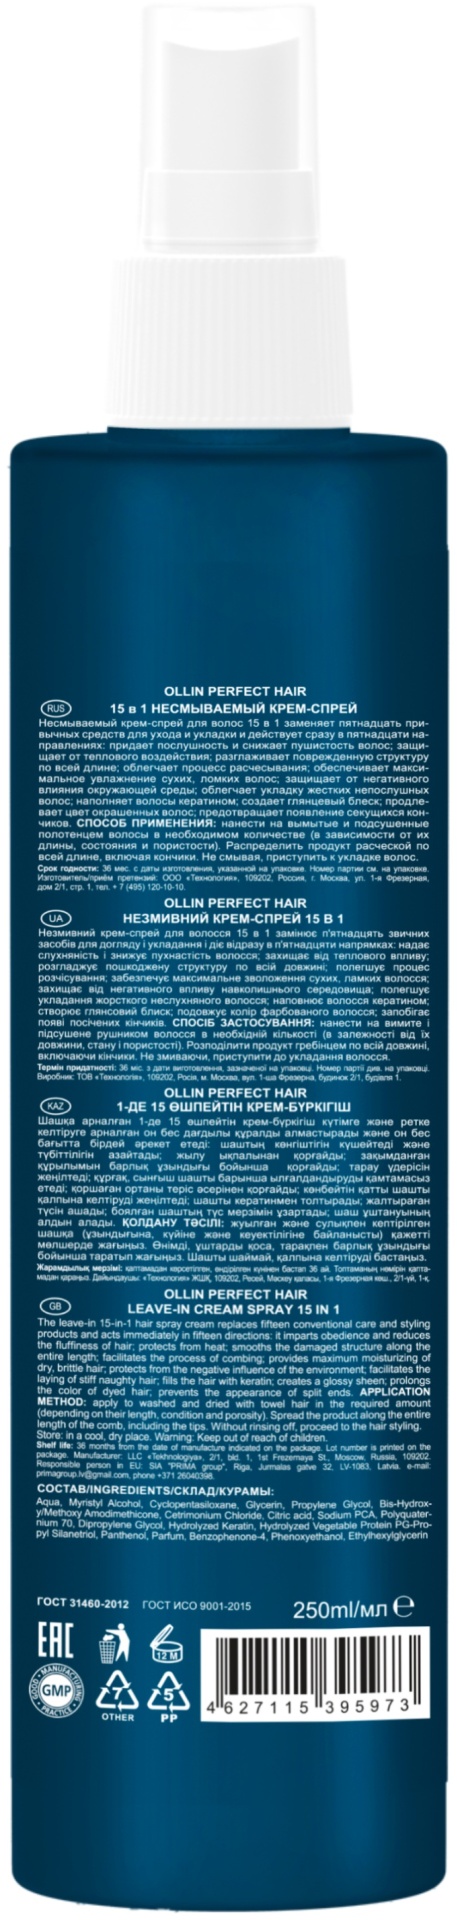 OLLIN PERFECT HAIR
RUS 15 в 1 НЕСМЫВАЕМЫЙ КРЕМ-СПРЕЙ
Несмываемый крем-спрей для волос 15 в 1 заменяет пятнадцать при-
вычных средств для ухода и укладки и действует сразу в пятнадцати на-
правлениях: придает послушность и снижает пушистость волос; защи-
щает от теплового воздействия; разглаживает поврежденную структуру
по всей длине; облегчает процесс расчесывания; обеспечивает макси-
мальное увлажнение сухих, ломких волос; защищает от негативного
влияния окружающей среды; облегчает укладку жестких непослушных
волос; наполняет волосы кератином; создает глянцевый блеск; продле-
вает цвет окрашенных волос; предотвращает появление секущихся кон-
чиков. СПОСОБ ПРИМЕНЕНИЯ: нанести на вымытые и подсушенные
полотенцем волосы в необходимом количестве (в зависимости от их
длины, состояния и пористости). Распределить продукт расческой по
всей длине, включая кончики. Не смывая, приступить к укладке волос.
Срок годности: 36 мес. с даты изготовления, указанной на упаковке. Номер партии см. на упаковке.
Изготовитель/приём претензий: ООО «Технология», 109202, Россия, г. Москва, ул. 1-я Фрезерная,
дом 2/1, стр. 1, тел. + 7 (495) 120-10-10.
OLLIN PERFECT HAIR
UA НЕЗМИВНИЙ КРЕМ-СПРЕЙ 15 В 1
Незмивний крем-спрей для волосся 15 в 1 замінює п'ятнадцять звичних
засобів для догляду і укладання і діє відразу в п'ятнадцяти напрямках: надає
слухняність і знижує пухнастість волосся; захищає від теплового впливу;
розгладжує пошкоджену структуру по всій довжині; полегшує процес
розчісування; забезпечує максимальне зволоження сухих, ламких волосся;
захищає від негативного впливу навколишнього середовища; полегшує
укладання жорсткого неслухняного волосся; наповнює волосся кератином;
створює глянсовий блиск; подовжує колір фарбованого волосся; запобігає
появі посічених кінчиків. СПОСІБ ЗАСТОСУВАННЯ: нанести на вимите і
підсушене рушником волосся в необхідній кількості (в залежності від їх
довжини, стану і пористості). Розподілити продукт гребінцем по всій довжині,
включаючи кінчики. Не змиваючи, приступити до укладання волосся.
Термін придатності: 36 міс. з дати виготовлення, зазначеної на упаковці. Номер партії див. на упаковці.
Виробник: ТОВ «Технологія», 109202, Росія, м. Москва, вул. 1-ша Фрезерна, будинок 2/1, будівля 1.
OLLIN PERFECT HAIR
KAZ 1-ДЕ 15 ӨШПЕЙТІН КРЕМ-БҮРКІГІШ
Шашқа арналған 1-де 15 өшпейтін крем-бүркігіш күтімге және ретке
келтіруге арналған он бес дағдылы құралды алмастырады және он бес
бағытта бірдей әрекет етеді: шаштың көнгіштігін күшейтеді және
түбіттілігін азайтады; жылу ықпалынан қорғайды; зақымданған
құрылымын барлық ұзындығы бойынша қорғайды; тарау үдерісін
жеңілтеді; құрғақ, сынғыш шашты барынша ылғалдандыруды қамтамасыз
етеді; қоршаған ортаны теріс әсерінен қорғайды; көнбейтін қатты шашты
қалпына келтіруді жеңілтеді; шашты кератинмен толтырады; жалтыраған
түсін ашады; боялған шаштың түс мерзімін ұзартады; шаш ұштануының
алдын алады. ҚОЛДАНУ ТӘСІЛІ: жуылған және сулықпен кептірілген
шашқа (ұзындығына, күйіне және кеуектілігіне байланысты) қажетті
мөлшерде жағыңыз. Өнімді, ұштарды қоса, тарақпен барлық ұзындығы
бойынша таратып жағыңыз. Шашты шаймай, қалпына келтіруді бастаңыз.
Жарамдылық мерзімі: қаптамадан көрсетілген, өндірілген күнінен бастап 36 ай. Топтаманың нөмірін қапта-
мадан қараңыз. Дайындаушы: «Технология» ЖШҚ, 109202, Ресей, Мәскеу қаласы, 1-я Фрезерная көш., 2/1-үй, 1-қ.
OLLIN PERFECT HAIR
GB LEAVE-IN CREAM SPRAY 15 IN 1
The leave-in 15-in-1 hair spray cream replaces fifteen conventional care and styling
products and acts immediately in fifteen directions: it imparts obedience and reduces
the fluffiness of hair; protects from heat; smooths the damaged structure along the
entire length; facilitates the process of combing; provides maximum moisturizing of
dry, brittle hair; protects from the negative influence of the environment; facilitates the
laying of stiff naughty hair; fills the hair with keratin; creates a glossy sheen; prolongs
the color of dyed hair; prevents the appearance of split ends. APPLICATION
METHOD: apply to washed and dried with towel hair in the required amount
(depending on their length, condition and porosity). Spread the product along the entire
length of the comb, including the tips. Without rinsing off, proceed to the hair styling.
Store: in a cool, dry place. Warning: Keep out of reach of children.
Shelf life: 36 months from the date of manufacture indicated on the package. Lot number is printed on the
package. Manufacturer: LLC «Tekhnologiya», 2/1, bld. 1, 1st Frezernaya St., Moscow, Russia, 109202.
Responsible person in EU: SIA "PRIMA group", Riga, Jurmalas gatve 32, LV-1083, Latvia. e-mail:
primagroup.lv@gmail.com, phone +371 26040398.
СОСТАВ/INGREDIENTS/СКЛАД/КУРАМЫ:
Aqua, Myristyl Alcohol, Cyclopentasiloxane, Glycerin, Propylene Glycol, Bis-Hydrox-
y/Methoxy Amodimethicone, Cetrimonium Chloride, Citric acid, Sodium PCA, Polyquater-
nium 70, Dipropylene Glycol, Hydrolyzed Keratin, Hydrolyzed Vegetable Protein PG-Pro-
pyl Silanetriol, Panthenol, Parfum, Benzophenone-4, Phenoxyethanol, Ethylhexylglycerin
ГОСТ 31460-2012 ГОСТ ИСО 9001-2015 250ml/мл ℮
EAC 12 M
GOOD MANUFACTURING PRACTICE GMP 7 OTHER 5 PP
4 627115 395973